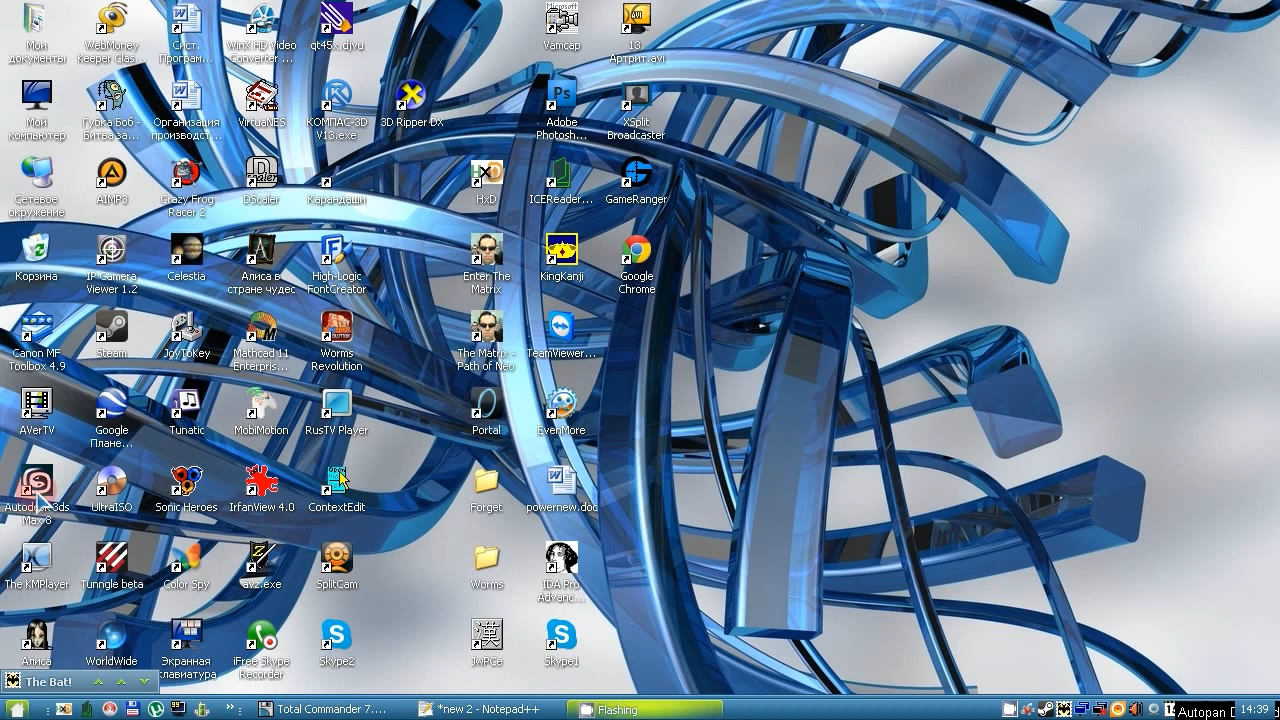 Мои
документы
WebMoney
Keeper Clas...
Сист.
Програм...
WinX HD Video
Converter ...
qt45x.djvu
Microsoft
Vamcap
AVI
13.
Артрит.avi
Мой
компьютер
Губка Боб -
Битва за...
Организация
производст...
VirtuaNES
КОМПАС-3D
V13.exe
3D Ripper DX
Ps
Adobe
Photosh...
XSplit
Broadcaster
Сетевое
окружение
AIMP3
Crazy Frog
Racer 2
DScaler
Карандаши
HxD
ICEReader...
GameRanger
Корзина
IP Camera
Viewer 1.2
Celestia
Алиса в
стране чудес
High-Logic
FontCreator
Enter The
Matrix
KingKanji
Google
Chrome
Canon MF
Toolbox 4.9
Steam
JoyToKey
Mathcad 11
Enterpris...
Worms
Revolution
The Matrix -
Path of Neo
TeamViewer...
AVerTV
Google
Плане...
Tunatic
MobiMotion
RusTV Player
Portal
EvenMore
Autodesk 3ds
Max 8
UltraISO
Sonic Heroes
IrfanView 4.0
ContextEdit
Forget
powernew.doc
The KMPlayer
Tunngle beta
Color Spy
avz.exe
SplitCam
Worms
IDA Pro
Advanc...
Алиса
WorldWide
Экранная
клавиатура
iFree Skype
Recorder
Skype2
JWPce
Skype1
The Bat!
Total Commander 7....
*new 2 - Notepad++
Flashing
Autopan
14:39